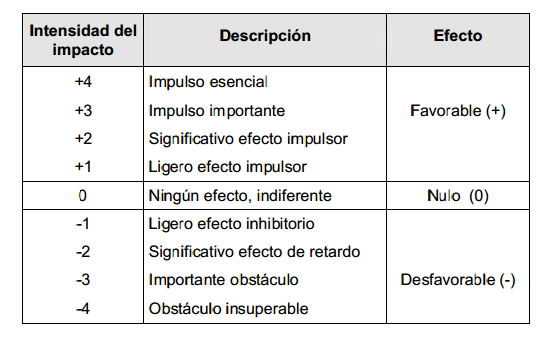 Intensidad del impacto Descripción Efecto
+4 Impulso esencial
+3 Impulso importante Favorable (+)
+2 Significativo efecto impulsor
+1 Ligero efecto impulsor
0 Ningún efecto, indiferente Nulo (0)
-1 Ligero efecto inhibitorio
-2 Significativo efecto de retardo
-3 Importante obstáculo Desfavorable (-)
-4 Obstáculo insuperable